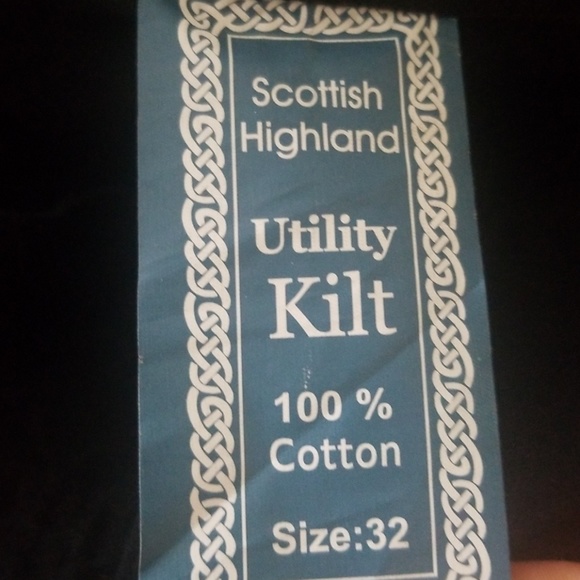 Scottish
Highland
Utility
Kilt
100 %
Cotton
Size:32